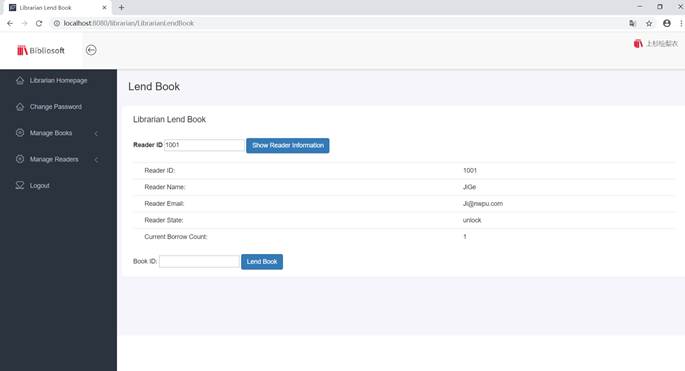 Librarian Lend Book
localhost:8080/librarian/LibrarianLendBook
Bibliosoft
上杉绘梨衣
Librarian Homepage
Change Password
Manage Books
Manage Readers
Logout
Lend Book
Librarian Lend Book
Reader ID 1001 Show Reader Information
Reader ID: 1001
Reader Name: JiGe
Reader Email: Ji@nwpu.com
Reader State: unlock
Current Borrow Count: 1
Book ID: Lend Book